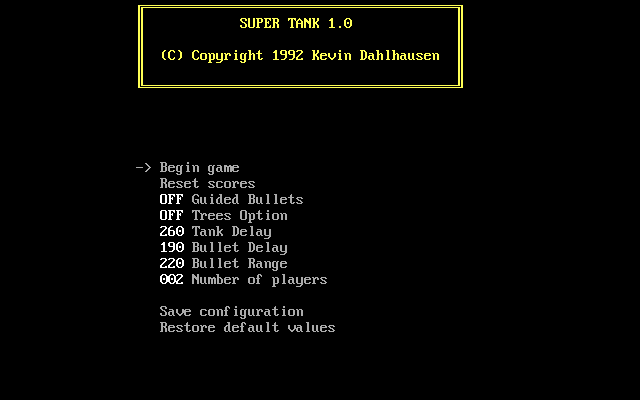 SUPER TANK 1.0
(C) Copyright 1992 Kevin Dahlhausen
-> Begin game
Reset scores
OFF Guided Bullets
OFF Trees Option
260 Tank Delay
190 Bullet Delay
220 Bullet Range
002 Number of players
Save configuration
Restore default values